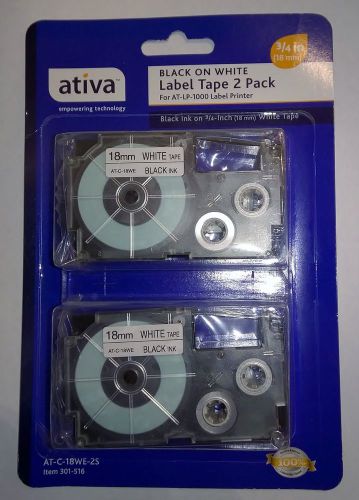 3/4 in
(18 mm)
ativa™
empowering technology
BLACK ON WHITE
Label Tape 2 Pack
For AT-LP-1000 Label Printer
Black Ink on 3/4-Inch (18 mm) White Tape
18mm WHITE TAPE
AT-C-18WE BLACK INK
18mm WHITE TAPE
AT-C-18WE BLACK INK
AT-C-18WE-2S
Item 301-516